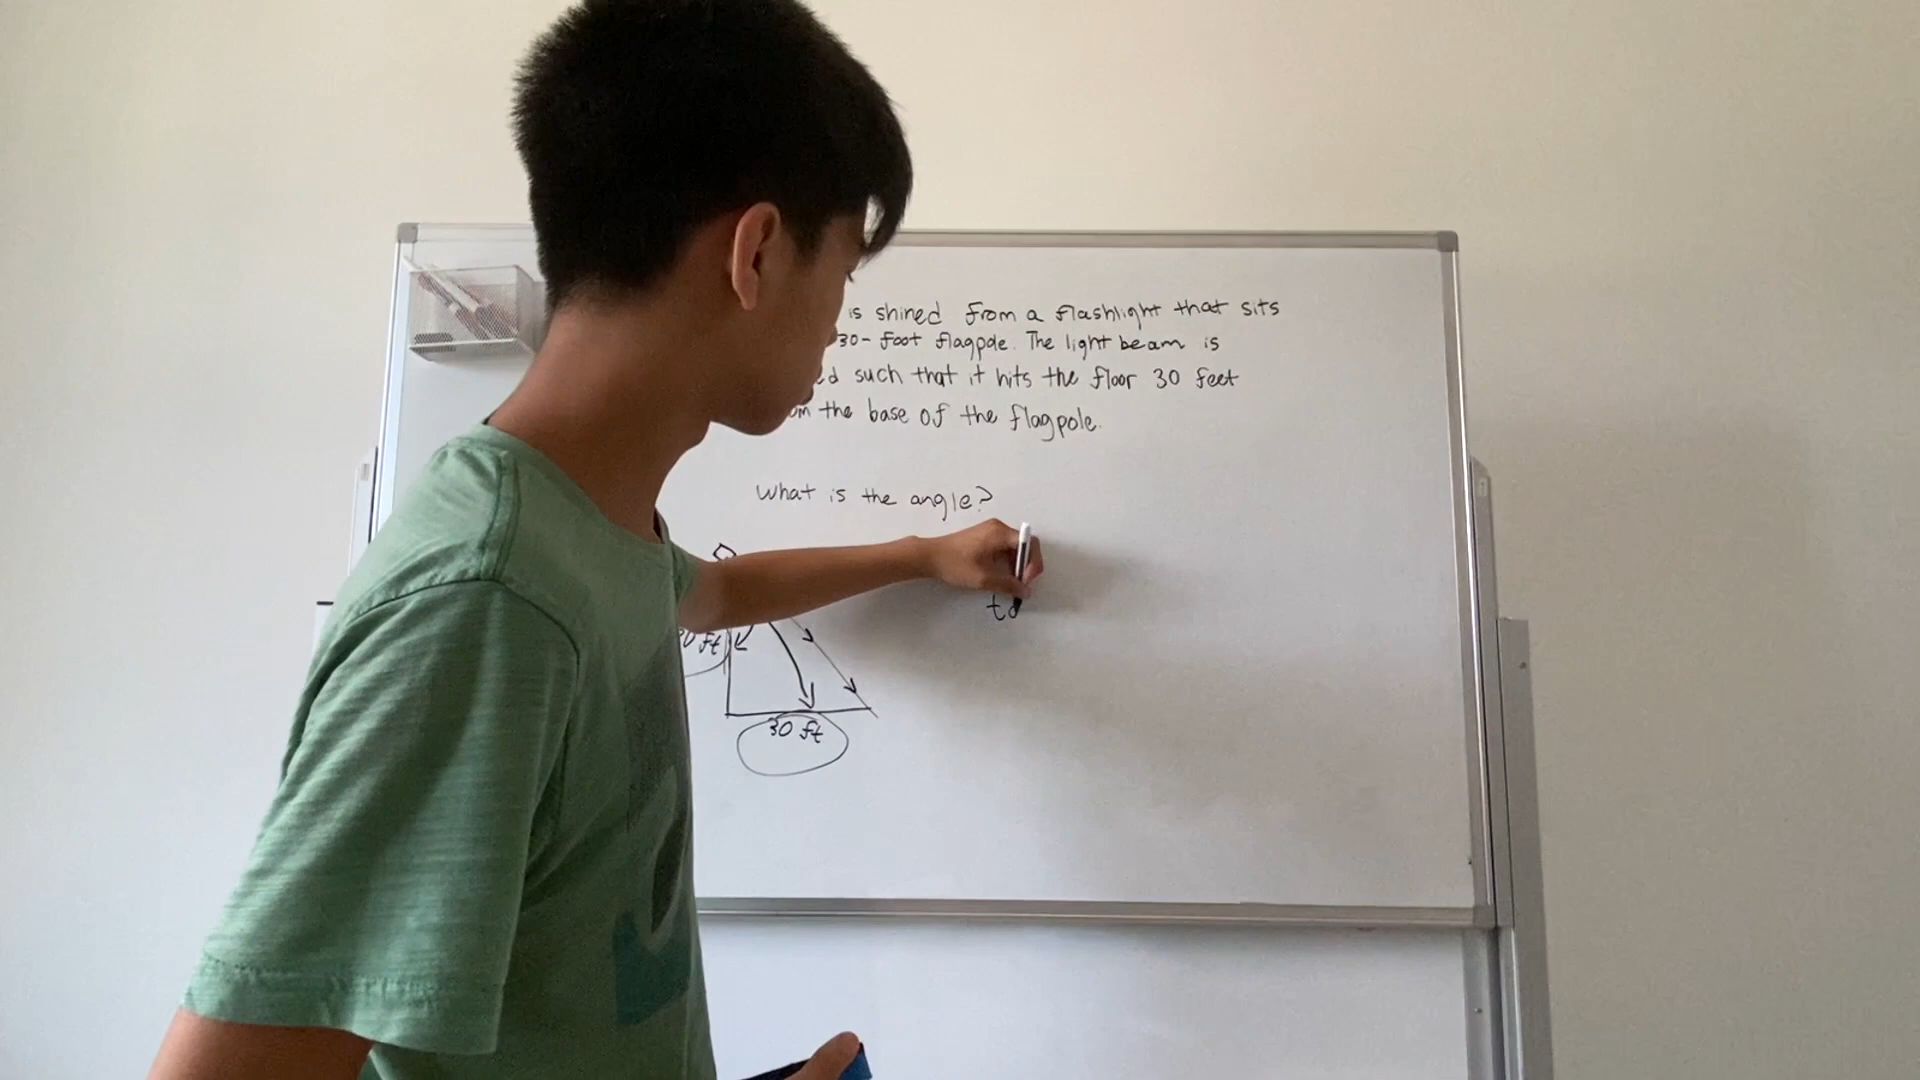 is shined from a flashlight that sits
30-foot flagpole. The light beam is
such that it hits the floor 30 feet
the base of the flagpole.
What is the angle?
ft
30 ft